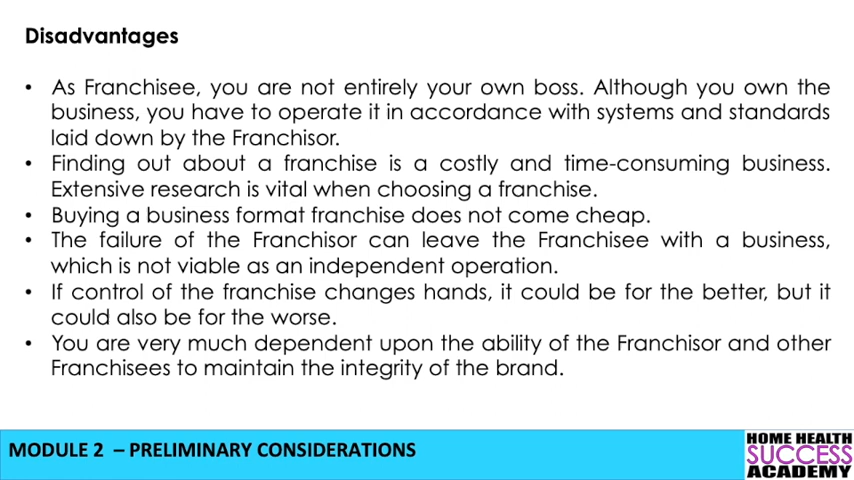 Disadvantages
• As Franchisee, you are not entirely your own boss. Although you own the
business, you have to operate it in accordance with systems and standards
laid down by the Franchisor.
• Finding out about a franchise is a costly and time-consuming business.
Extensive research is vital when choosing a franchise.
• Buying a business format franchise does not come cheap.
• The failure of the Franchisor can leave the Franchisee with a business,
which is not viable as an independent operation.
• If control of the franchise changes hands, it could be for the better, but it
could also be for the worse.
• You are very much dependent upon the ability of the Franchisor and other
Franchisees to maintain the integrity of the brand.
MODULE 2 – PRELIMINARY CONSIDERATIONS
HOME HEALTH
SUCCESS
ACADEMY